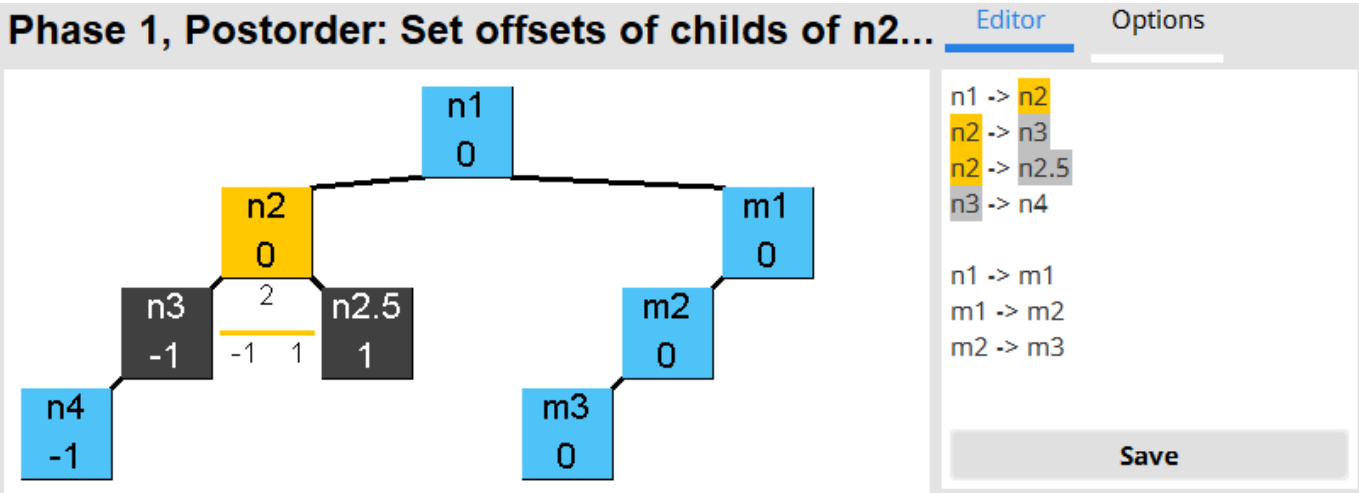 Phase 1, Postorder: Set offsets of childs of n2...
Editor
Options
n1
0
n2
0
m1
0
n3
-1
2
-1 1
n2.5
1
m2
0
n4
-1
m3
0
n1 -> n2
n2 -> n3
n2 -> n2.5
n3 -> n4
n1 -> m1
m1 -> m2
m2 -> m3
Save